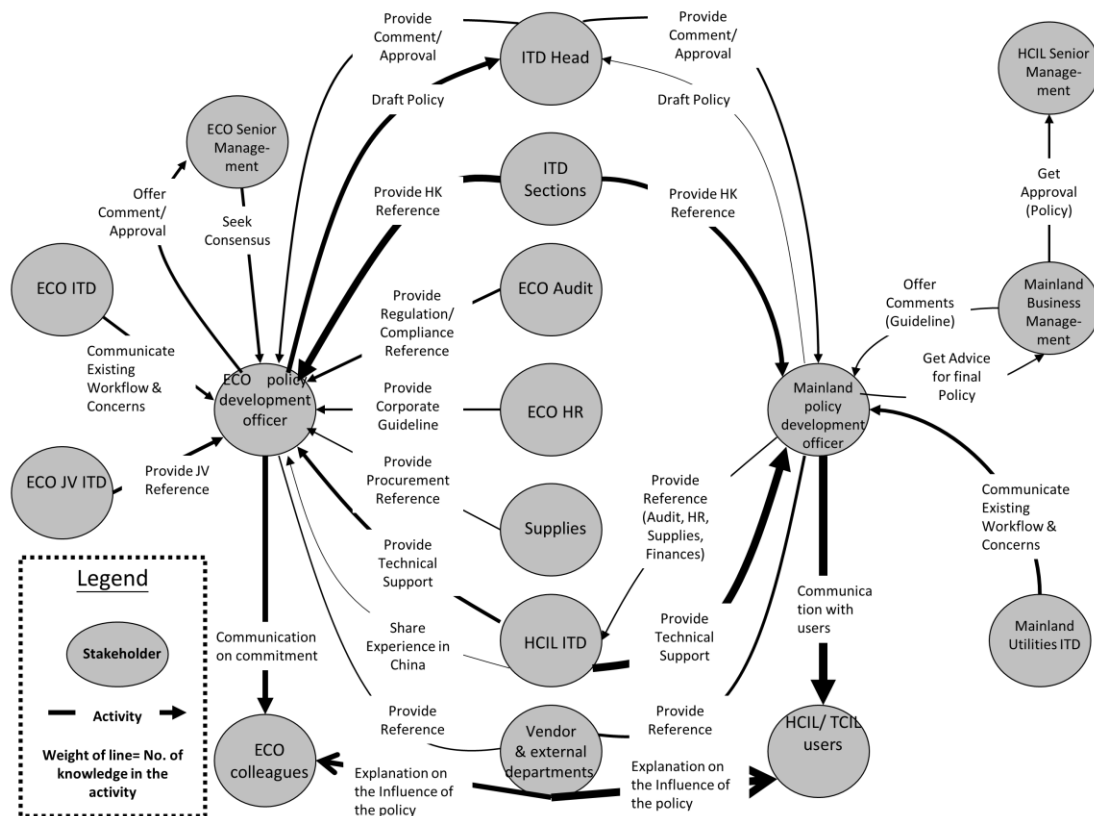 Provide
Comment/
Approval
ITD Head
Provide
Comment/
Approval
HCIL Senior
Manage-
ment
Draft Policy
Draft Policy
ECO Senior
Manage-
ment
ITD
Sections
Get
Approval
(Policy)
Offer
Comment/
Approval
Seek
Consensus
Provide HK
Reference
Provide HK
Reference
ECO ITD
ECO Audit
Mainland
Business
Manage-
ment
Provide
Regulation/
Compliance
Reference
Offer
Comments
(Guideline)
Communicate
Existing
Workflow &
Concerns
Get Advice
for final
Policy
ECO policy
development
officer
Provide
Corporate
Guideline
ECO HR
Mainland
policy
development
officer
ECO JV ITD
Provide JV
Reference
Provide
Procurement
Reference
Supplies
Provide
Reference
(Audit, HR,
Supplies,
Finances)
Communicate
Existing
Workflow &
Concerns
Provide
Technical
Support
Legend
Stakeholder
Activity
Weight of line= No. of
knowledge in the
activity
Communication
on commitment
Share
Experience in
China
HCIL ITD
Provide
Technical
Support
Communica
tion with
users
Mainland
Utilities ITD
Provide
Reference
Vendor
& external
departments
Provide
Reference
ECO
colleagues
HCIL/ TCIL
users
Explanation on
the Influence of
the policy
Explanation on
the Influence of
the policy